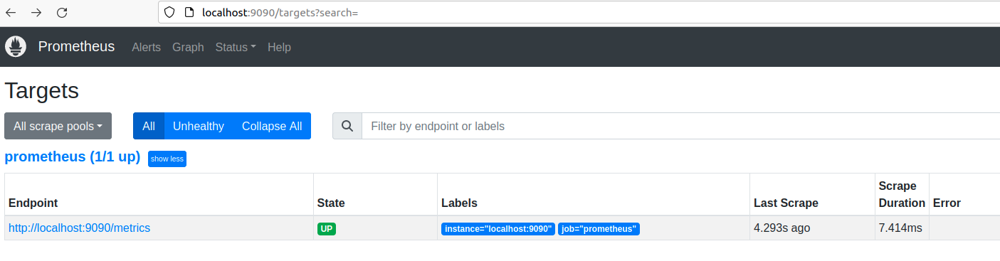 localhost:9090/targets?search=
Prometheus Alerts Graph Status Help
Targets
All scrape pools All Unhealthy Collapse All Filter by endpoint or labels
prometheus (1/1 up) show less
Endpoint State Labels Last Scrape Scrape Duration Error
http://localhost:9090/metrics UP instance="localhost:9090" job="prometheus" 4.293s ago 7.414ms